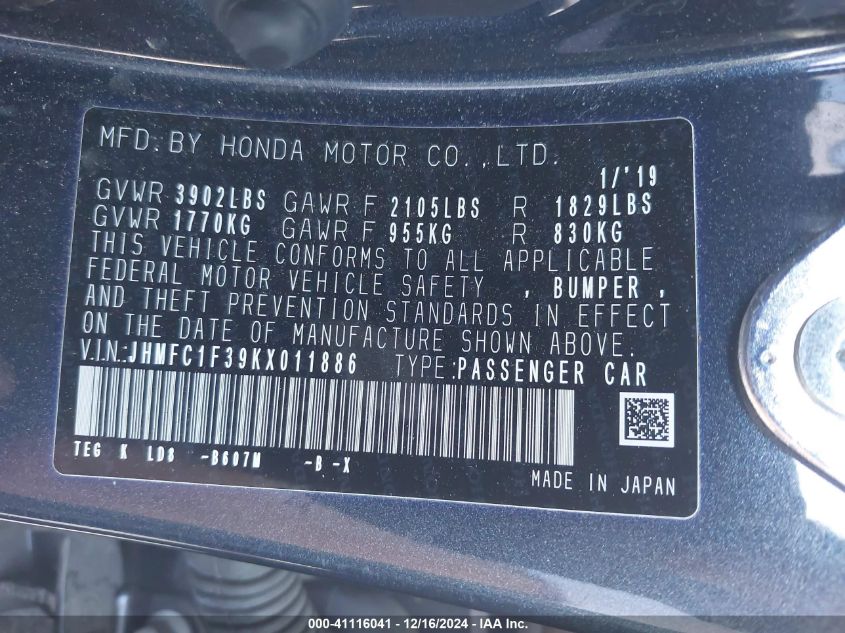 MFD. BY HONDA MOTOR CO.,LTD.
1/'19
GVWR 3902LBS GAWR F 2105LBS R 1829LBS
GVWR 1770KG GAWR F 955KG R 830KG
THIS VEHICLE CONFORMS TO ALL APPLICABLE
FEDERAL MOTOR VEHICLE SAFETY , BUMPER ,
AND THEFT PREVENTION STANDARDS IN EFFECT
ON THE DATE OF MANUFACTURE SHOWN ABOVE.
V.I.N:JHMFC1F39KX011886 TYPE:PASSENGER CAR
TEG K LD8 -B607M -B -X
MADE IN JAPAN
000-41116041 - 12/16/2024 - IAA Inc.